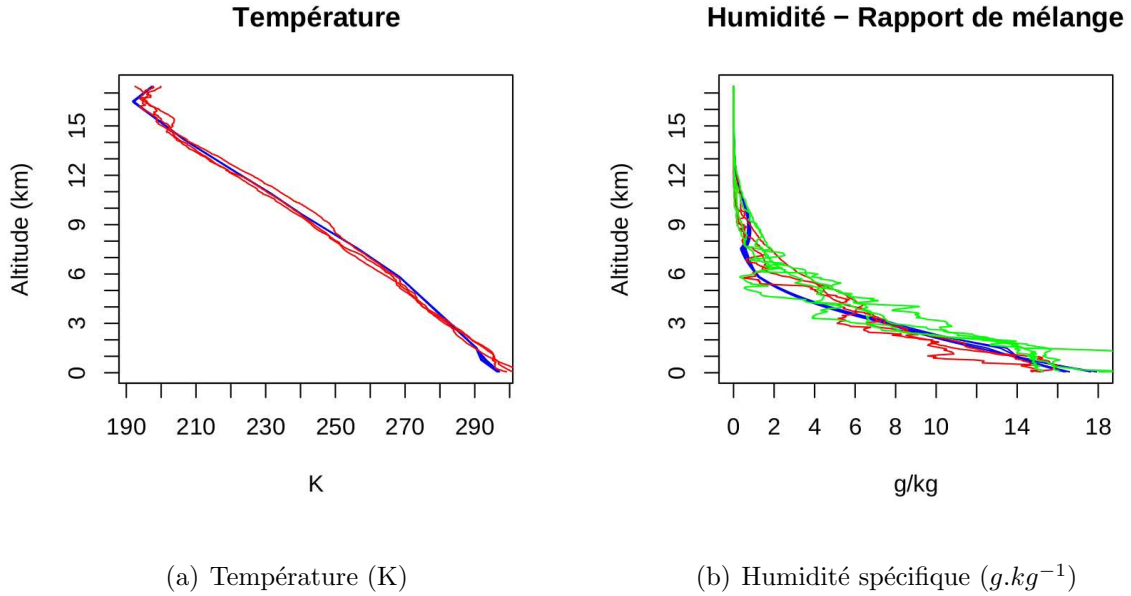 Température
Altitude (km)
15
12
9
6
3
0
190 210 230 250 270 290
K
(a) Température (K)
Humidité − Rapport de mélange
Altitude (km)
15
12
9
6
3
0
0 2 4 6 8 10 14 18
g/kg
(b) Humidité spécifique (g.kg⁻¹)